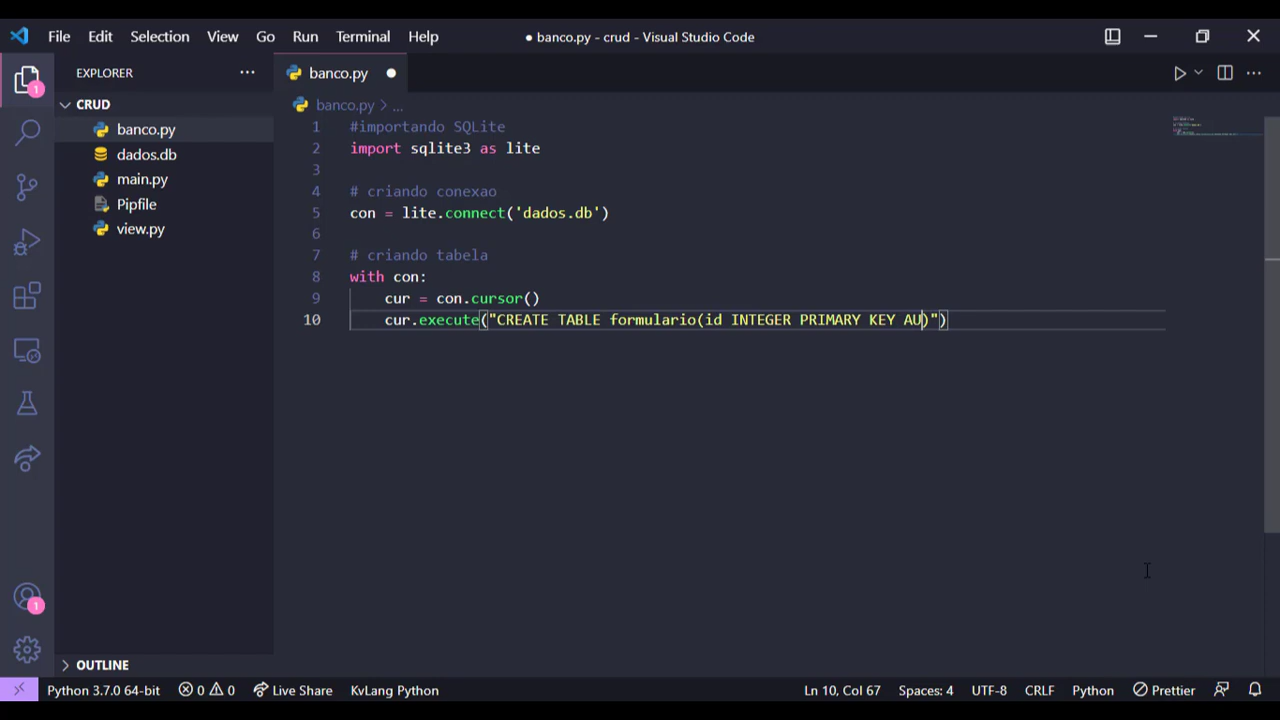 File Edit Selection View Go Run Terminal Help ● banco.py - crud - Visual Studio Code
EXPLORER ···
banco.py ●
CRUD
banco.py
dados.db
main.py
Pipfile
view.py
banco.py > ...
1 #importando SQLite
2 import sqlite3 as lite
3
4 # criando conexao
5 con = lite.connect('dados.db')
6
7 # criando tabela
8 with con:
9 cur = con.cursor()
10 cur.execute("CREATE TABLE formulario(id INTEGER PRIMARY KEY AU)")
1
1
OUTLINE
Python 3.7.0 64-bit 0 0 Live Share KvLang Python Ln 10, Col 67 Spaces: 4 UTF-8 CRLF Python Prettier